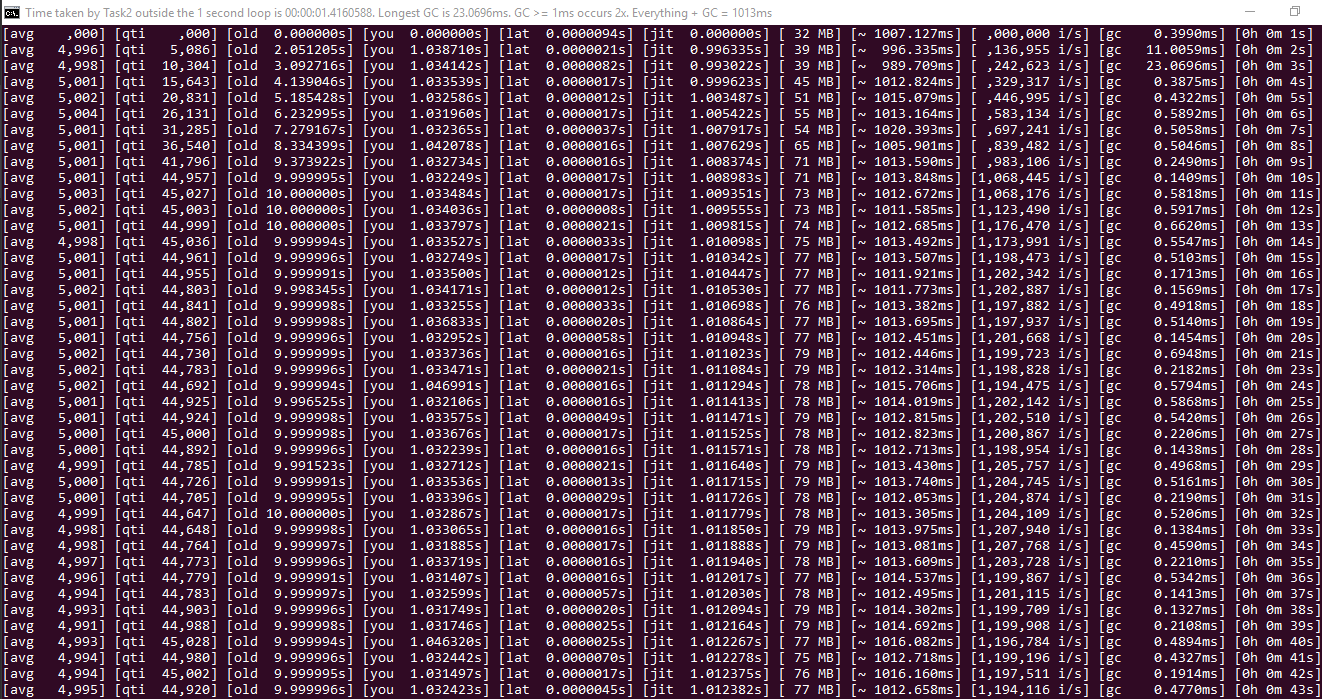 Time taken by Task2 outside the 1 second loop is 00:00:01.4160588. Longest GC is 23.0696ms. GC >= 1ms occurs 2x. Everything + GC = 1013ms
[avg ,000] [qti ,000] [old 0.000000s] [you 0.000000s] [lat 0.0000094s] [jit 0.000000s] [ 32 MB] [~ 1007.127ms] [ ,000,000 i/s] [gc 0.3990ms] [0h 0m 1s]
[avg 4,996] [qti 5,086] [old 2.051205s] [you 1.038710s] [lat 0.0000021s] [jit 0.996335s] [ 39 MB] [~ 996.335ms] [ ,136,955 i/s] [gc 11.0059ms] [0h 0m 2s]
[avg 4,998] [qti 10,304] [old 3.092716s] [you 1.034142s] [lat 0.0000082s] [jit 0.993022s] [ 39 MB] [~ 989.709ms] [ ,242,623 i/s] [gc 23.0696ms] [0h 0m 3s]
[avg 5,001] [qti 15,643] [old 4.139046s] [you 1.033539s] [lat 0.0000017s] [jit 0.999623s] [ 45 MB] [~ 1012.824ms] [ ,329,317 i/s] [gc 0.3875ms] [0h 0m 4s]
[avg 5,002] [qti 20,831] [old 5.185428s] [you 1.032586s] [lat 0.0000012s] [jit 1.003487s] [ 51 MB] [~ 1015.079ms] [ ,446,995 i/s] [gc 0.4322ms] [0h 0m 5s]
[avg 5,004] [qti 26,131] [old 6.232995s] [you 1.031960s] [lat 0.0000017s] [jit 1.005422s] [ 55 MB] [~ 1013.164ms] [ ,583,134 i/s] [gc 0.5892ms] [0h 0m 6s]
[avg 5,001] [qti 31,285] [old 7.279167s] [you 1.032365s] [lat 0.0000037s] [jit 1.007917s] [ 54 MB] [~ 1020.393ms] [ ,697,241 i/s] [gc 0.5058ms] [0h 0m 7s]
[avg 5,001] [qti 36,540] [old 8.334399s] [you 1.042078s] [lat 0.0000016s] [jit 1.007629s] [ 65 MB] [~ 1005.901ms] [ ,839,482 i/s] [gc 0.5046ms] [0h 0m 8s]
[avg 5,001] [qti 41,796] [old 9.373922s] [you 1.032734s] [lat 0.0000016s] [jit 1.008374s] [ 71 MB] [~ 1013.590ms] [ ,983,106 i/s] [gc 0.2490ms] [0h 0m 9s]
[avg 5,001] [qti 44,957] [old 9.999995s] [you 1.032249s] [lat 0.0000017s] [jit 1.008983s] [ 71 MB] [~ 1013.848ms] [1,068,445 i/s] [gc 0.1409ms] [0h 0m 10s]
[avg 5,003] [qti 45,027] [old 10.000000s] [you 1.033484s] [lat 0.0000017s] [jit 1.009351s] [ 73 MB] [~ 1012.672ms] [1,068,176 i/s] [gc 0.5818ms] [0h 0m 11s]
[avg 5,002] [qti 45,003] [old 10.000000s] [you 1.034036s] [lat 0.0000008s] [jit 1.009555s] [ 73 MB] [~ 1011.585ms] [1,123,490 i/s] [gc 0.5917ms] [0h 0m 12s]
[avg 5,001] [qti 44,999] [old 10.000000s] [you 1.033797s] [lat 0.0000021s] [jit 1.009815s] [ 74 MB] [~ 1012.685ms] [1,176,470 i/s] [gc 0.6620ms] [0h 0m 13s]
[avg 4,998] [qti 45,036] [old 9.999994s] [you 1.033527s] [lat 0.0000033s] [jit 1.010098s] [ 75 MB] [~ 1013.492ms] [1,173,991 i/s] [gc 0.5547ms] [0h 0m 14s]
[avg 5,001] [qti 44,961] [old 9.999996s] [you 1.032749s] [lat 0.0000017s] [jit 1.010342s] [ 77 MB] [~ 1013.507ms] [1,198,473 i/s] [gc 0.5103ms] [0h 0m 15s]
[avg 5,001] [qti 44,955] [old 9.999991s] [you 1.033500s] [lat 0.0000012s] [jit 1.010447s] [ 77 MB] [~ 1011.921ms] [1,202,342 i/s] [gc 0.1713ms] [0h 0m 16s]
[avg 5,002] [qti 44,803] [old 9.998345s] [you 1.034171s] [lat 0.0000012s] [jit 1.010530s] [ 77 MB] [~ 1011.773ms] [1,202,887 i/s] [gc 0.1569ms] [0h 0m 17s]
[avg 5,001] [qti 44,841] [old 9.999998s] [you 1.033255s] [lat 0.0000033s] [jit 1.010698s] [ 76 MB] [~ 1013.382ms] [1,197,882 i/s] [gc 0.4918ms] [0h 0m 18s]
[avg 5,001] [qti 44,802] [old 9.999998s] [you 1.036833s] [lat 0.0000020s] [jit 1.010864s] [ 77 MB] [~ 1013.695ms] [1,197,937 i/s] [gc 0.5140ms] [0h 0m 19s]
[avg 5,001] [qti 44,756] [old 9.999996s] [you 1.032952s] [lat 0.0000058s] [jit 1.010948s] [ 77 MB] [~ 1012.451ms] [1,201,668 i/s] [gc 0.1454ms] [0h 0m 20s]
[avg 5,002] [qti 44,730] [old 9.999999s] [you 1.033736s] [lat 0.0000016s] [jit 1.011023s] [ 79 MB] [~ 1012.446ms] [1,199,723 i/s] [gc 0.6948ms] [0h 0m 21s]
[avg 5,002] [qti 44,783] [old 9.999996s] [you 1.033471s] [lat 0.0000021s] [jit 1.011084s] [ 79 MB] [~ 1012.314ms] [1,198,828 i/s] [gc 0.2182ms] [0h 0m 23s]
[avg 5,002] [qti 44,692] [old 9.999994s] [you 1.046991s] [lat 0.0000016s] [jit 1.011294s] [ 78 MB] [~ 1015.706ms] [1,194,475 i/s] [gc 0.5794ms] [0h 0m 24s]
[avg 5,001] [qti 44,925] [old 9.996525s] [you 1.032106s] [lat 0.0000016s] [jit 1.011413s] [ 78 MB] [~ 1014.019ms] [1,202,142 i/s] [gc 0.5868ms] [0h 0m 25s]
[avg 5,001] [qti 44,924] [old 9.999998s] [you 1.033575s] [lat 0.0000049s] [jit 1.011471s] [ 79 MB] [~ 1012.815ms] [1,202,510 i/s] [gc 0.5420ms] [0h 0m 26s]
[avg 5,000] [qti 45,000] [old 9.999998s] [you 1.033676s] [lat 0.0000017s] [jit 1.011525s] [ 78 MB] [~ 1012.823ms] [1,200,867 i/s] [gc 0.2206ms] [0h 0m 27s]
[avg 5,000] [qti 44,892] [old 9.999996s] [you 1.032239s] [lat 0.0000016s] [jit 1.011571s] [ 78 MB] [~ 1012.713ms] [1,198,954 i/s] [gc 0.1438ms] [0h 0m 28s]
[avg 4,999] [qti 44,785] [old 9.991523s] [you 1.032712s] [lat 0.0000021s] [jit 1.011640s] [ 79 MB] [~ 1013.430ms] [1,205,757 i/s] [gc 0.4968ms] [0h 0m 29s]
[avg 5,000] [qti 44,726] [old 9.999991s] [you 1.033536s] [lat 0.0000013s] [jit 1.011715s] [ 79 MB] [~ 1013.740ms] [1,204,745 i/s] [gc 0.5161ms] [0h 0m 30s]
[avg 5,000] [qti 44,705] [old 9.999995s] [you 1.033396s] [lat 0.0000029s] [jit 1.011726s] [ 78 MB] [~ 1012.053ms] [1,204,874 i/s] [gc 0.2190ms] [0h 0m 31s]
[avg 4,999] [qti 44,647] [old 10.000000s] [you 1.032867s] [lat 0.0000017s] [jit 1.011779s] [ 78 MB] [~ 1013.305ms] [1,204,109 i/s] [gc 0.5206ms] [0h 0m 32s]
[avg 4,998] [qti 44,648] [old 9.999998s] [you 1.033065s] [lat 0.0000016s] [jit 1.011850s] [ 79 MB] [~ 1013.975ms] [1,207,940 i/s] [gc 0.1384ms] [0h 0m 33s]
[avg 4,998] [qti 44,764] [old 9.999997s] [you 1.031885s] [lat 0.0000017s] [jit 1.011888s] [ 79 MB] [~ 1013.081ms] [1,207,768 i/s] [gc 0.4590ms] [0h 0m 34s]
[avg 4,997] [qti 44,773] [old 9.999996s] [you 1.033719s] [lat 0.0000017s] [jit 1.011940s] [ 78 MB] [~ 1013.609ms] [1,203,728 i/s] [gc 0.2210ms] [0h 0m 35s]
[avg 4,996] [qti 44,779] [old 9.999991s] [you 1.031407s] [lat 0.0000016s] [jit 1.012017s] [ 77 MB] [~ 1014.537ms] [1,199,867 i/s] [gc 0.5342ms] [0h 0m 36s]
[avg 4,994] [qti 44,783] [old 9.999997s] [you 1.032599s] [lat 0.0000057s] [jit 1.012030s] [ 78 MB] [~ 1012.495ms] [1,201,115 i/s] [gc 0.1413ms] [0h 0m 37s]
[avg 4,993] [qti 44,903] [old 9.999996s] [you 1.031749s] [lat 0.0000020s] [jit 1.012094s] [ 79 MB] [~ 1014.302ms] [1,199,709 i/s] [gc 0.1327ms] [0h 0m 38s]
[avg 4,991] [qti 44,988] [old 9.999998s] [you 1.031746s] [lat 0.0000025s] [jit 1.012164s] [ 79 MB] [~ 1014.692ms] [1,199,908 i/s] [gc 0.2108ms] [0h 0m 39s]
[avg 4,993] [qti 45,028] [old 9.999994s] [you 1.046320s] [lat 0.0000025s] [jit 1.012267s] [ 77 MB] [~ 1016.082ms] [1,196,784 i/s] [gc 0.4894ms] [0h 0m 40s]
[avg 4,994] [qti 44,980] [old 9.999996s] [you 1.032442s] [lat 0.0000070s] [jit 1.012278s] [ 75 MB] [~ 1012.718ms] [1,199,196 i/s] [gc 0.4327ms] [0h 0m 41s]
[avg 4,994] [qti 45,002] [old 9.999996s] [you 1.031497s] [lat 0.0000023s] [jit 1.012375s] [ 76 MB] [~ 1016.160ms] [1,197,511 i/s] [gc 0.1914ms] [0h 0m 42s]
[avg 4,995] [qti 44,920] [old 9.999996s] [you 1.032423s] [lat 0.0000045s] [jit 1.012382s] [ 77 MB] [~ 1012.658ms] [1,194,116 i/s] [gc 0.4770ms] [0h 0m 43s]